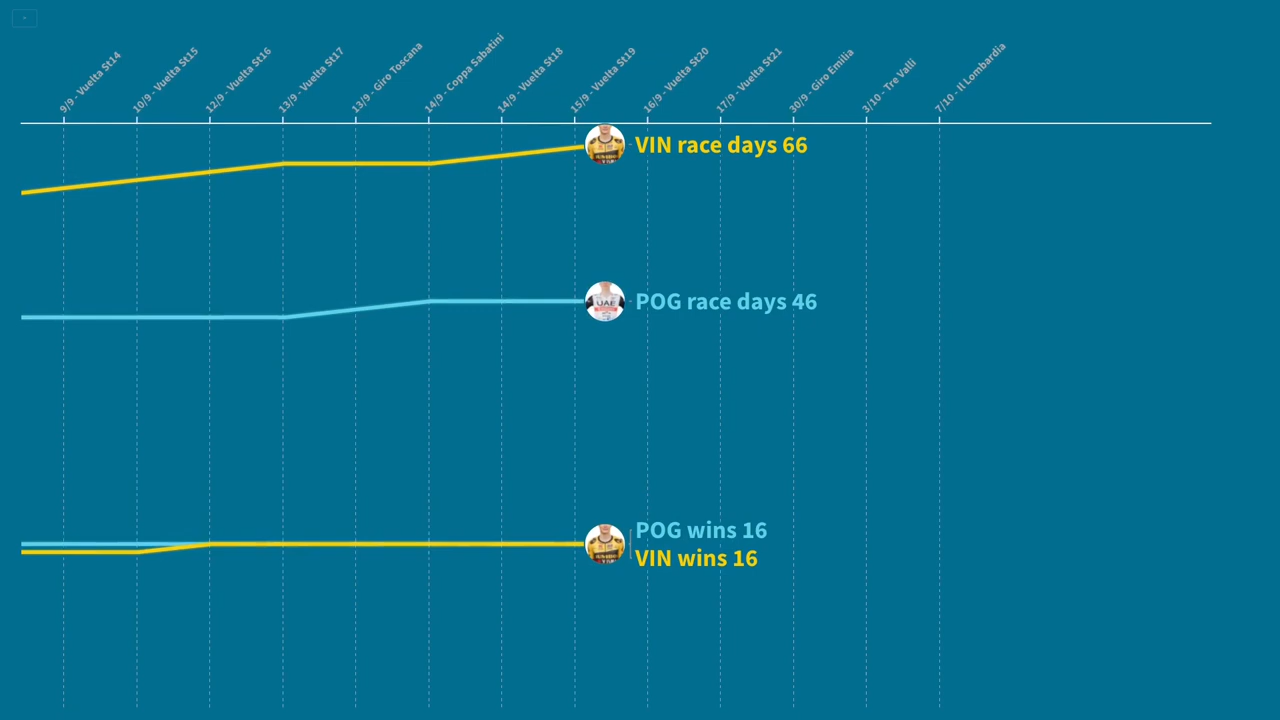 9/9 - Vuelta St14
10/9 - Vuelta St15
12/9 - Vuelta St16
13/9 - Vuelta St17
13/9 - Giro Toscana
14/9 - Coppa Sabatini
14/9 - Vuelta St18
15/9 - Vuelta St19
16/9 - Vuelta St20
17/9 - Vuelta St21
30/9 - Giro Emilia
3/10 - Tre Valli
7/10 - Il Lombardia
VIN race days 66
UAE
POG race days 46
POG wins 16
VIN wins 16